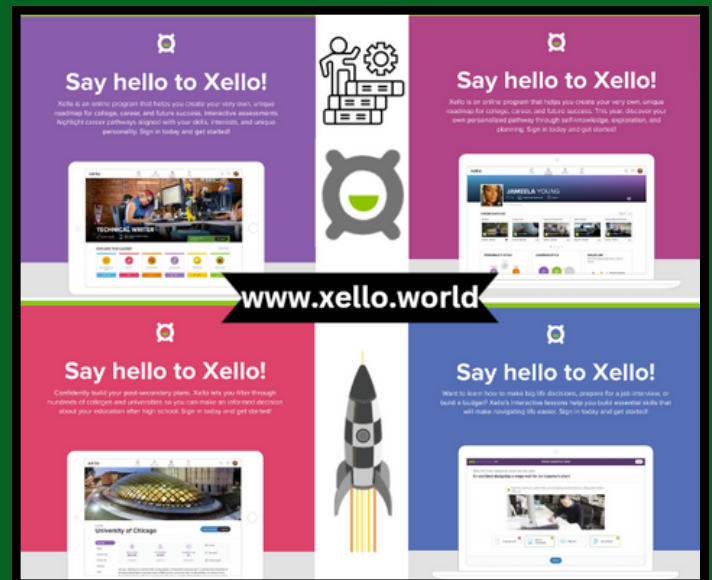 Say hello to Xello!
Xello is an online program that helps you create your very own, unique
roadmap for college, career, and future success. Interactive assessments
highlight career pathways aligned with your skills, interests, and unique
personality. Sign in today and get started!
xello
TECHNICAL WRITER
Say hello to Xello!
Xello is an online program that helps you create your very own, unique
roadmap for college, career, and future success. This year, discover your
own personalized pathway through self-knowledge, exploration, and
planning. Sign in today and get started!
xello
JAMEELA YOUNG
www.xello.world
Say hello to Xello!
Confidently build your post-secondary plans. Xello lets you filter through
hundreds of colleges and universities so you can make an informed decision
about your education after high school. Sign in today and get started!
xello
University of Chicago
Say hello to Xello!
Want to learn how to make big life decisions, prepare for a job interview, or
build a budget? Xello's interactive lessons help you build essential skills that
will make navigating life easier. Sign in today and get started!